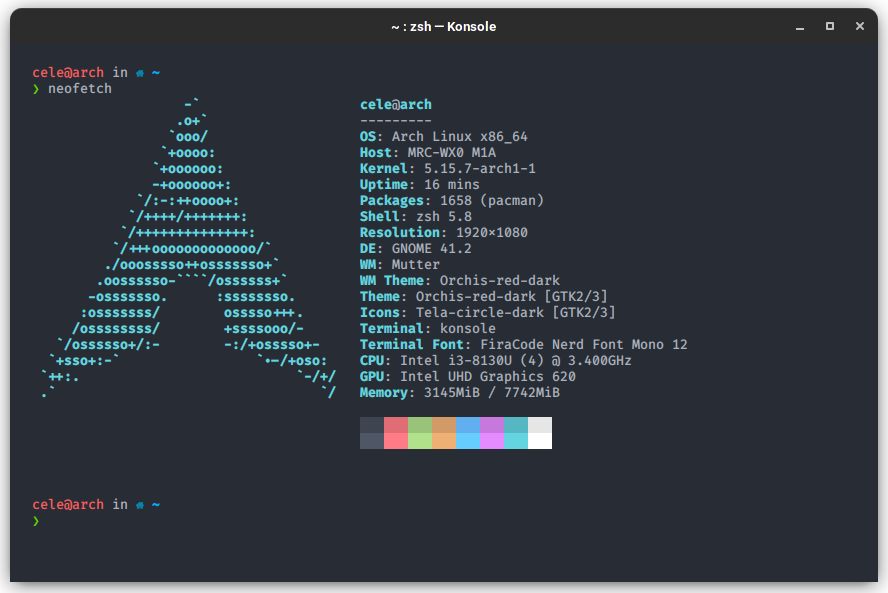 ~ : zsh — Konsole
cele@arch in ~
❯ neofetch
-`
.o+`
`ooo/
`+oooo:
`+oooooo:
-+oooooo+:
`/:-:++oooo+:
`/++++/+++++++:
`/++++++++++++++:
`/+++ooooooooooooo/`
./ooosssso++osssssso+`
.oossssso-````/ossssss+`
-osssssso. :ssssssso.
:osssssss/ osssso+++.
/ossssssss/ +ssssooo/-
`/ossssso+/:- -:/+osssso+-
`+sso+:-` `.-/+oso:
`++:. `-/+/
.` `/
cele@arch
---------
OS: Arch Linux x86_64
Host: MRC-WX0 M1A
Kernel: 5.15.7-arch1-1
Uptime: 16 mins
Packages: 1658 (pacman)
Shell: zsh 5.8
Resolution: 1920×1080
DE: GNOME 41.2
WM: Mutter
WM Theme: Orchis-red-dark
Theme: Orchis-red-dark [GTK2/3]
Icons: Tela-circle-dark [GTK2/3]
Terminal: konsole
Terminal Font: FiraCode Nerd Font Mono 12
CPU: Intel i3-8130U (4) @ 3.400GHz
GPU: Intel UHD Graphics 620
Memory: 3145MiB / 7742MiB
cele@arch in ~
❯